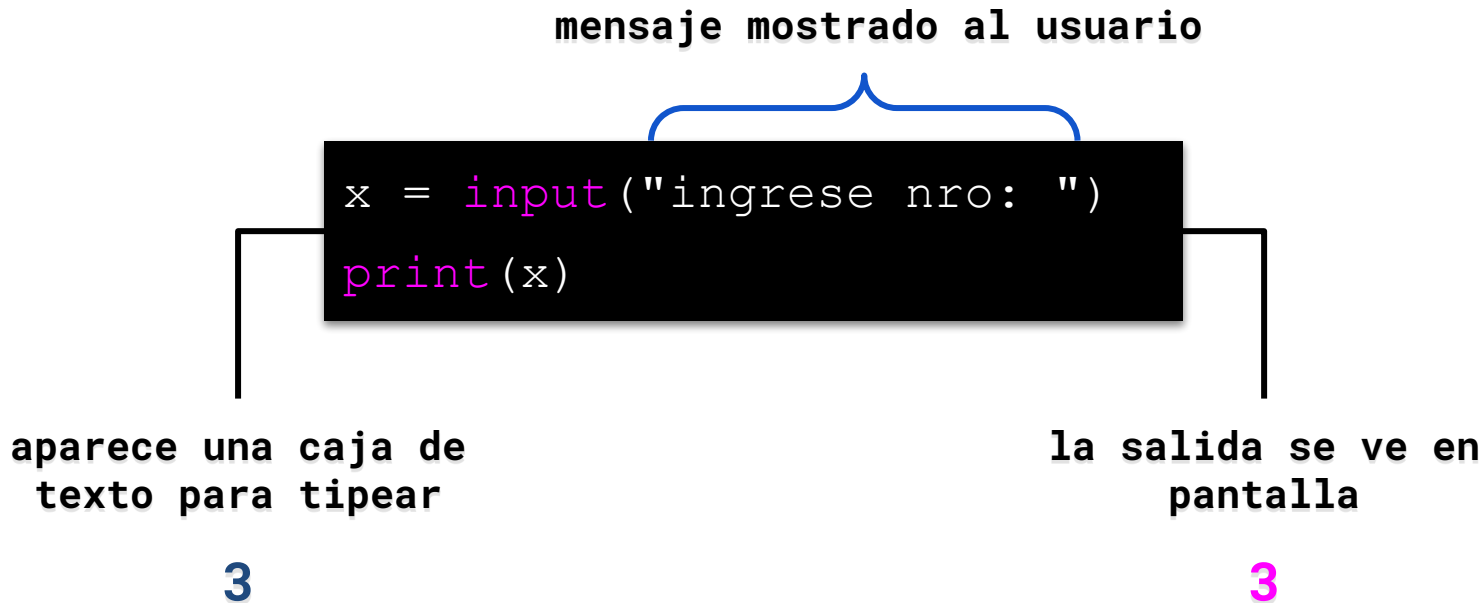 mensaje mostrado al usuario
x = input("ingrese nro: ")
print(x)
aparece una caja de
texto para tipear
3
la salida se ve en
pantalla
3